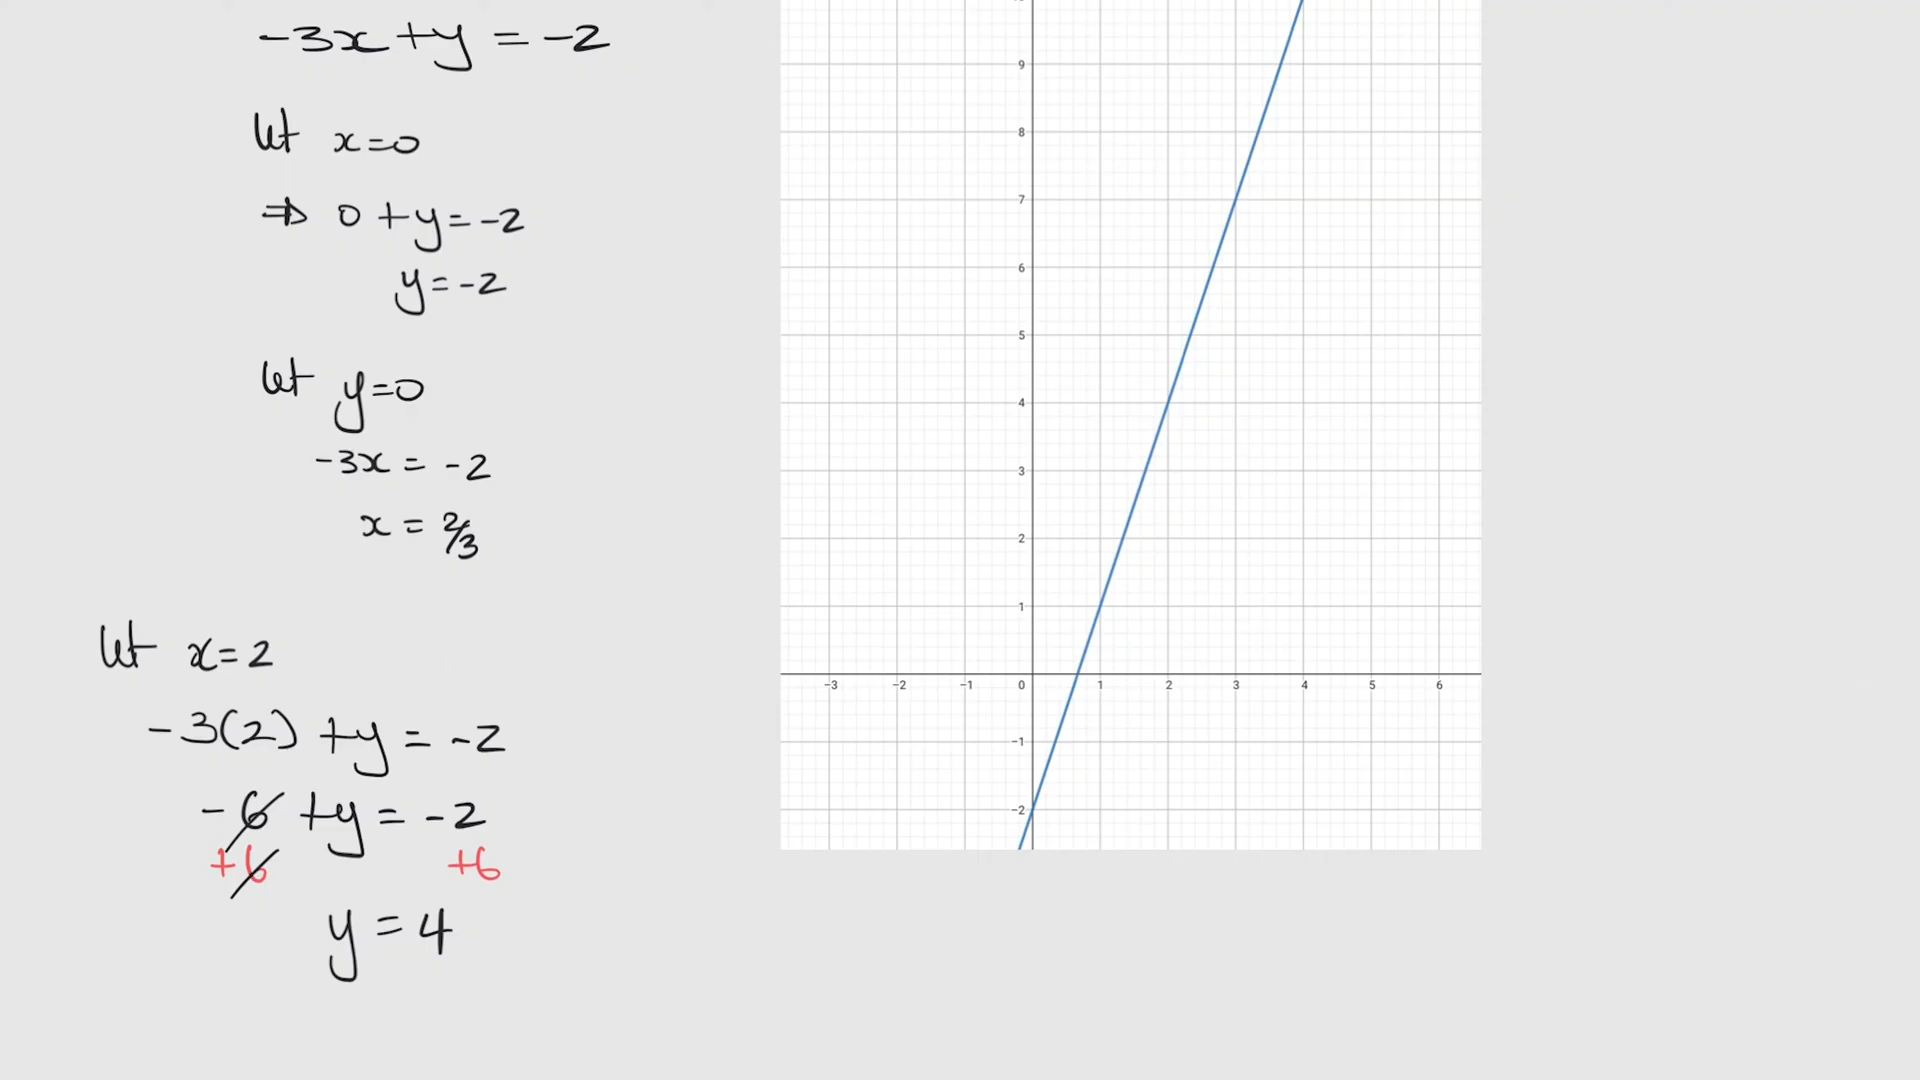 -3x+y = -2
let x=0
⇒ 0 + y = -2
y = -2
let y=0
-3x = -2
x = 2/3
let x=2
-3(2) + y = -2
-6 + y = -2
+6 +6
y = 4
10
9
8
7
6
5
4
3
2
1
-3 -2 -1 0 1 2 3 4 5 6
-1
-2